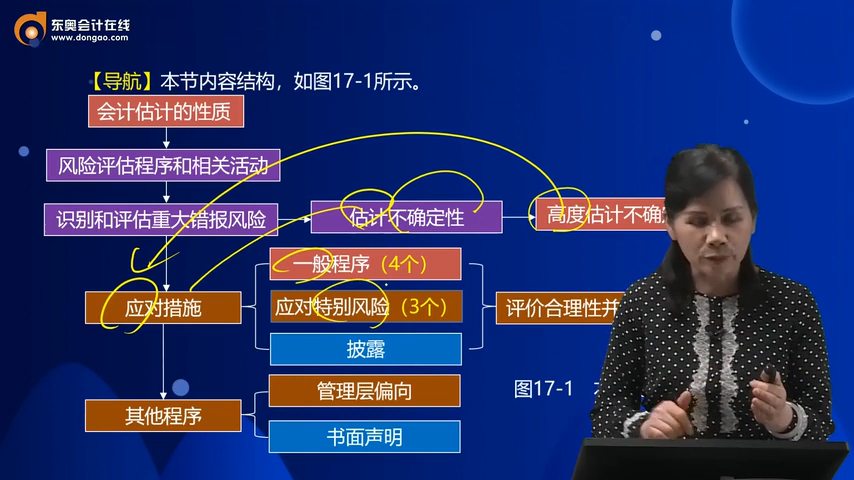 东奥会计在线
www.dongao.com
【导航】本节内容结构，如图17-1所示。
会计估计的性质
风险评估程序和相关活动
识别和评估重大错报风险
估计不确定性
高度估计不确
一般程序（4个）
应对措施
应对特别风险（3个）
评价合理性并
披露
管理层偏向
图17-1
其他程序
书面声明